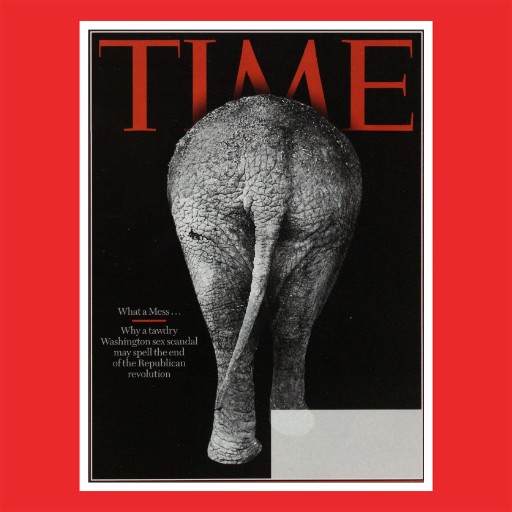 TIME
What a Mess...
Why a tawdry
Washington sex scandal
may spell the end
of the Republican
revolution